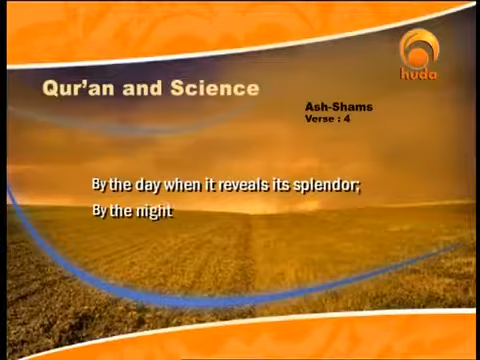 huda
Qur'an and Science
Ash-Shams
Verse : 4
By the day when it reveals its splendor;
By the night